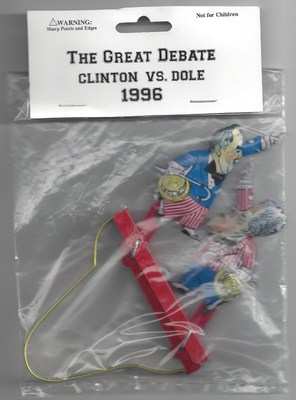 ⚠WARNING:
Sharp Points and Edges
Not for Children
THE GREAT DEBATE
CLINTON VS. DOLE
1996